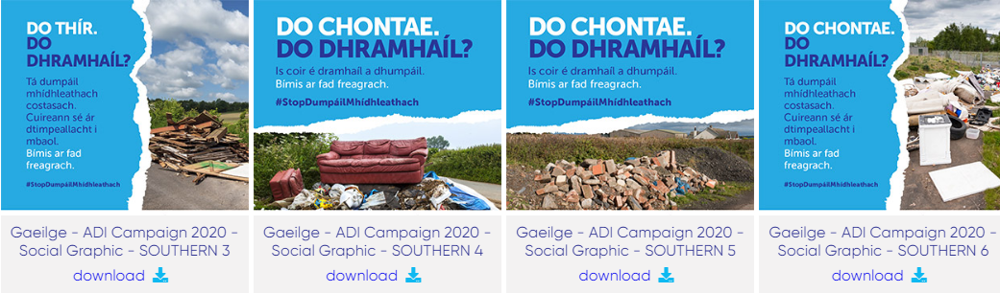 DO THÍR.
DO
DHRAMHAÍL?
Tá dumpáil
mhídhleathach
costasach.
Cuireann sé ár
dtimpeallacht i
mbaol.
Bímis ar fad
freagrach.
#StopDumpáilMhídhleathach
Gaeilge - ADI Campaign 2020 -
Social Graphic - SOUTHERN 3
download
DO CHONTAE.
DO DHRAMHAÍL?
Is coir é dramhaíl a dhumpáil.
Bímis ar fad freagrach.
#StopDumpáilMhídhleathach
Gaeilge - ADI Campaign 2020 -
Social Graphic - SOUTHERN 4
download
DO CHONTAE.
DO DHRAMHAÍL?
Is coir é dramhaíl a dhumpáil.
Bímis ar fad freagrach.
#StopDumpáilMhídhleathach
Gaeilge - ADI Campaign 2020 -
Social Graphic - SOUTHERN 5
download
DO CHONTAE.
DO
DHRAMHAÍL?
Tá dumpáil
mhídhleathach
costasach.
Cuireann sé ár
dtimpeallacht i
mbaol.
Bímis ar fad
freagrach.
#StopDumpáilMhídhleathach
Gaeilge - ADI Campaign 2020 -
Social Graphic - SOUTHERN 6
download